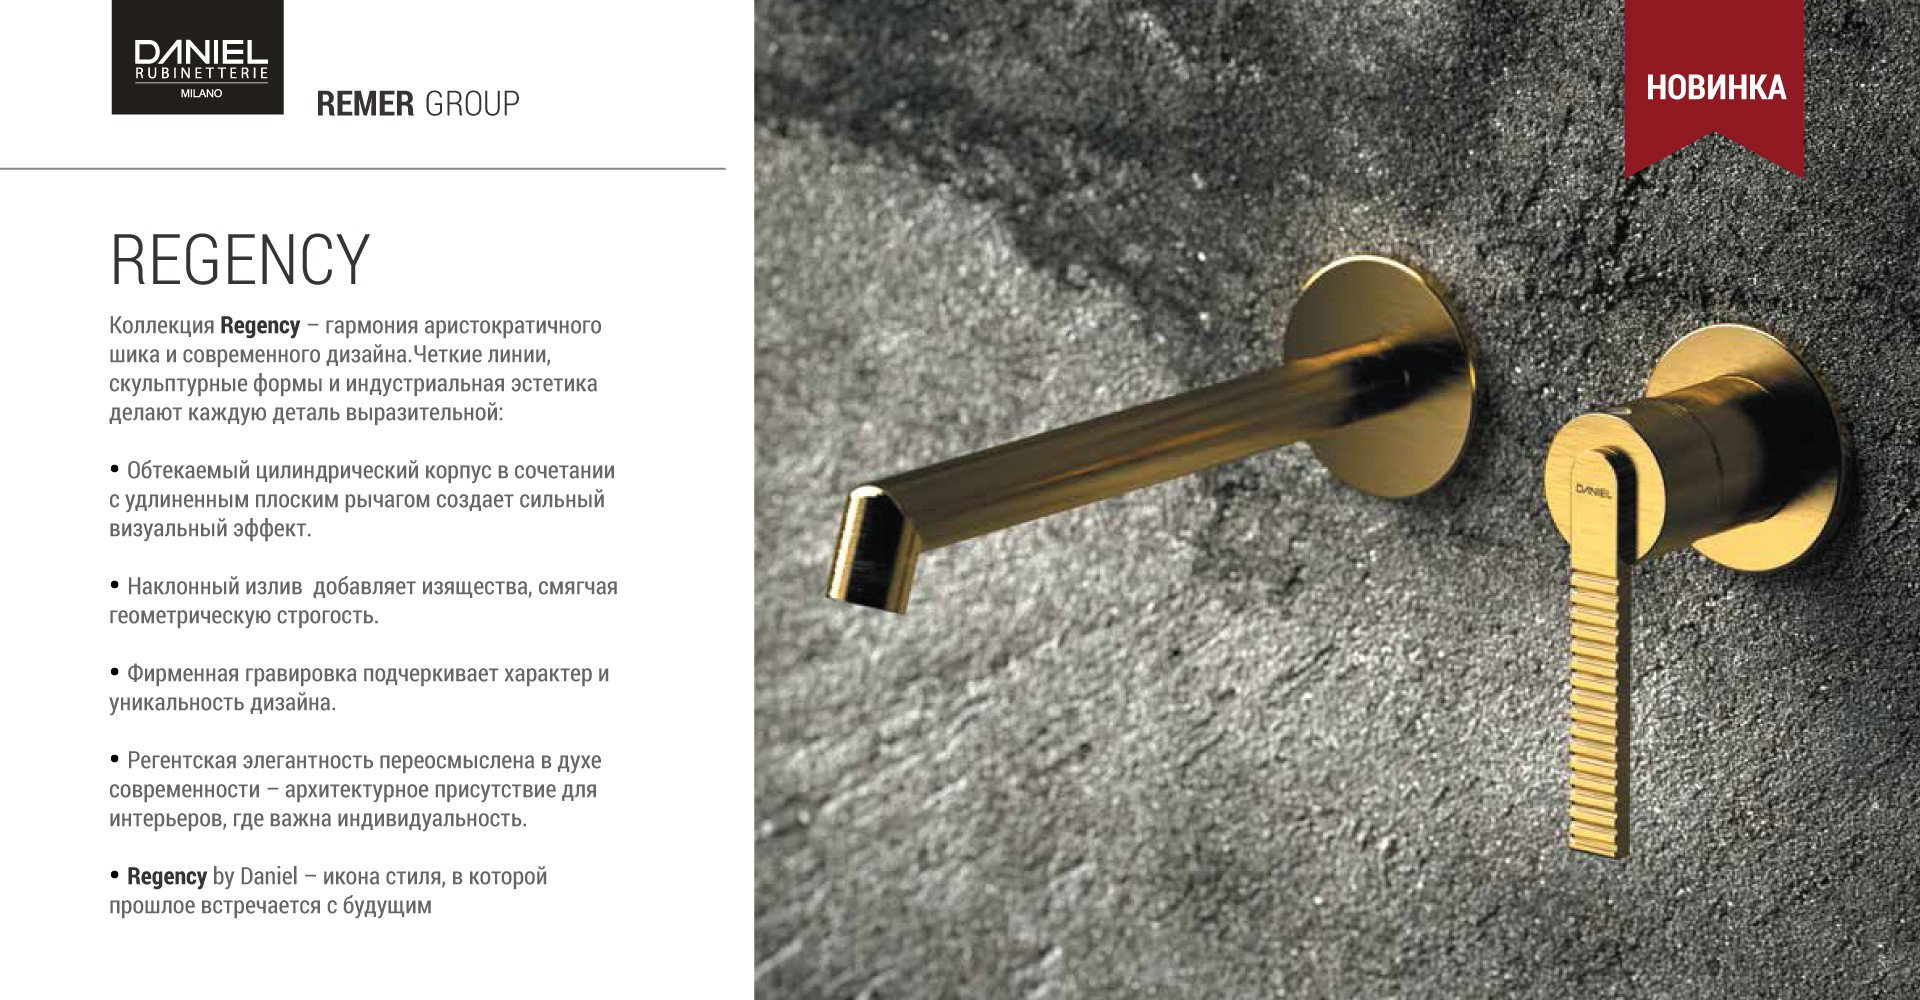 DANIEL
RUBINETTERIE
MILANO
REMER GROUP
НОВИНКА
REGENCY
Коллекция Regency – гармония аристократичного
шика и современного дизайна.Четкие линии,
скульптурные формы и индустриальная эстетика
делают каждую деталь выразительной:
• Обтекаемый цилиндрический корпус в сочетании
с удлиненным плоским рычагом создает сильный
визуальный эффект.
• Наклонный излив  добавляет изящества, смягчая
геометрическую строгость.
• Фирменная гравировка подчеркивает характер и
уникальность дизайна.
• Регентская элегантность переосмыслена в духе
современности – архитектурное присутствие для
интерьеров, где важна индивидуальность.
• Regency by Daniel – икона стиля, в которой
прошлое встречается с будущим
DANIEL